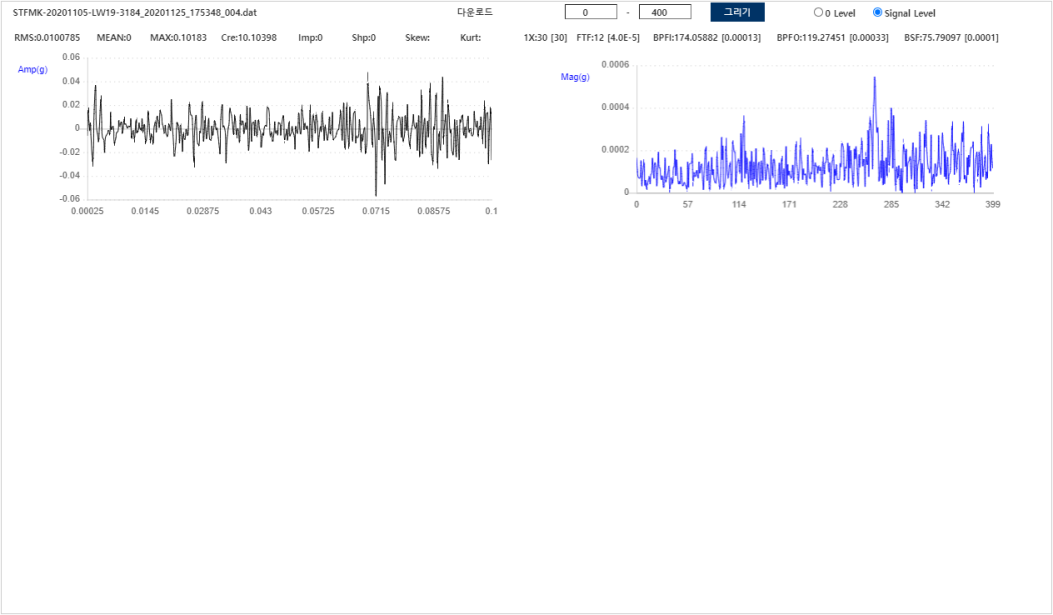 STFMK-20201105-LW19-3184_20201125_175348_004.dat 다운로드
0 - 400 그리기 0 Level Signal Level
RMS:0.0100785 MEAN:0 MAX:0.10183 Cre:10.10398 Imp:0 Shp:0 Skew: Kurt:
1X:30 [30] FTF:12 [4.0E-5] BPFI:174.05882 [0.00013] BPFO:119.27451 [0.00033] BSF:75.79097 [0.0001]
Amp(g)
0.06
0.04
0.02
0
-0.02
-0.04
-0.06
0.00025 0.0145 0.02875 0.043 0.05725 0.0715 0.08575 0.1
Mag(g)
0.0006
0.0004
0.0002
0
0 57 114 171 228 285 342 399